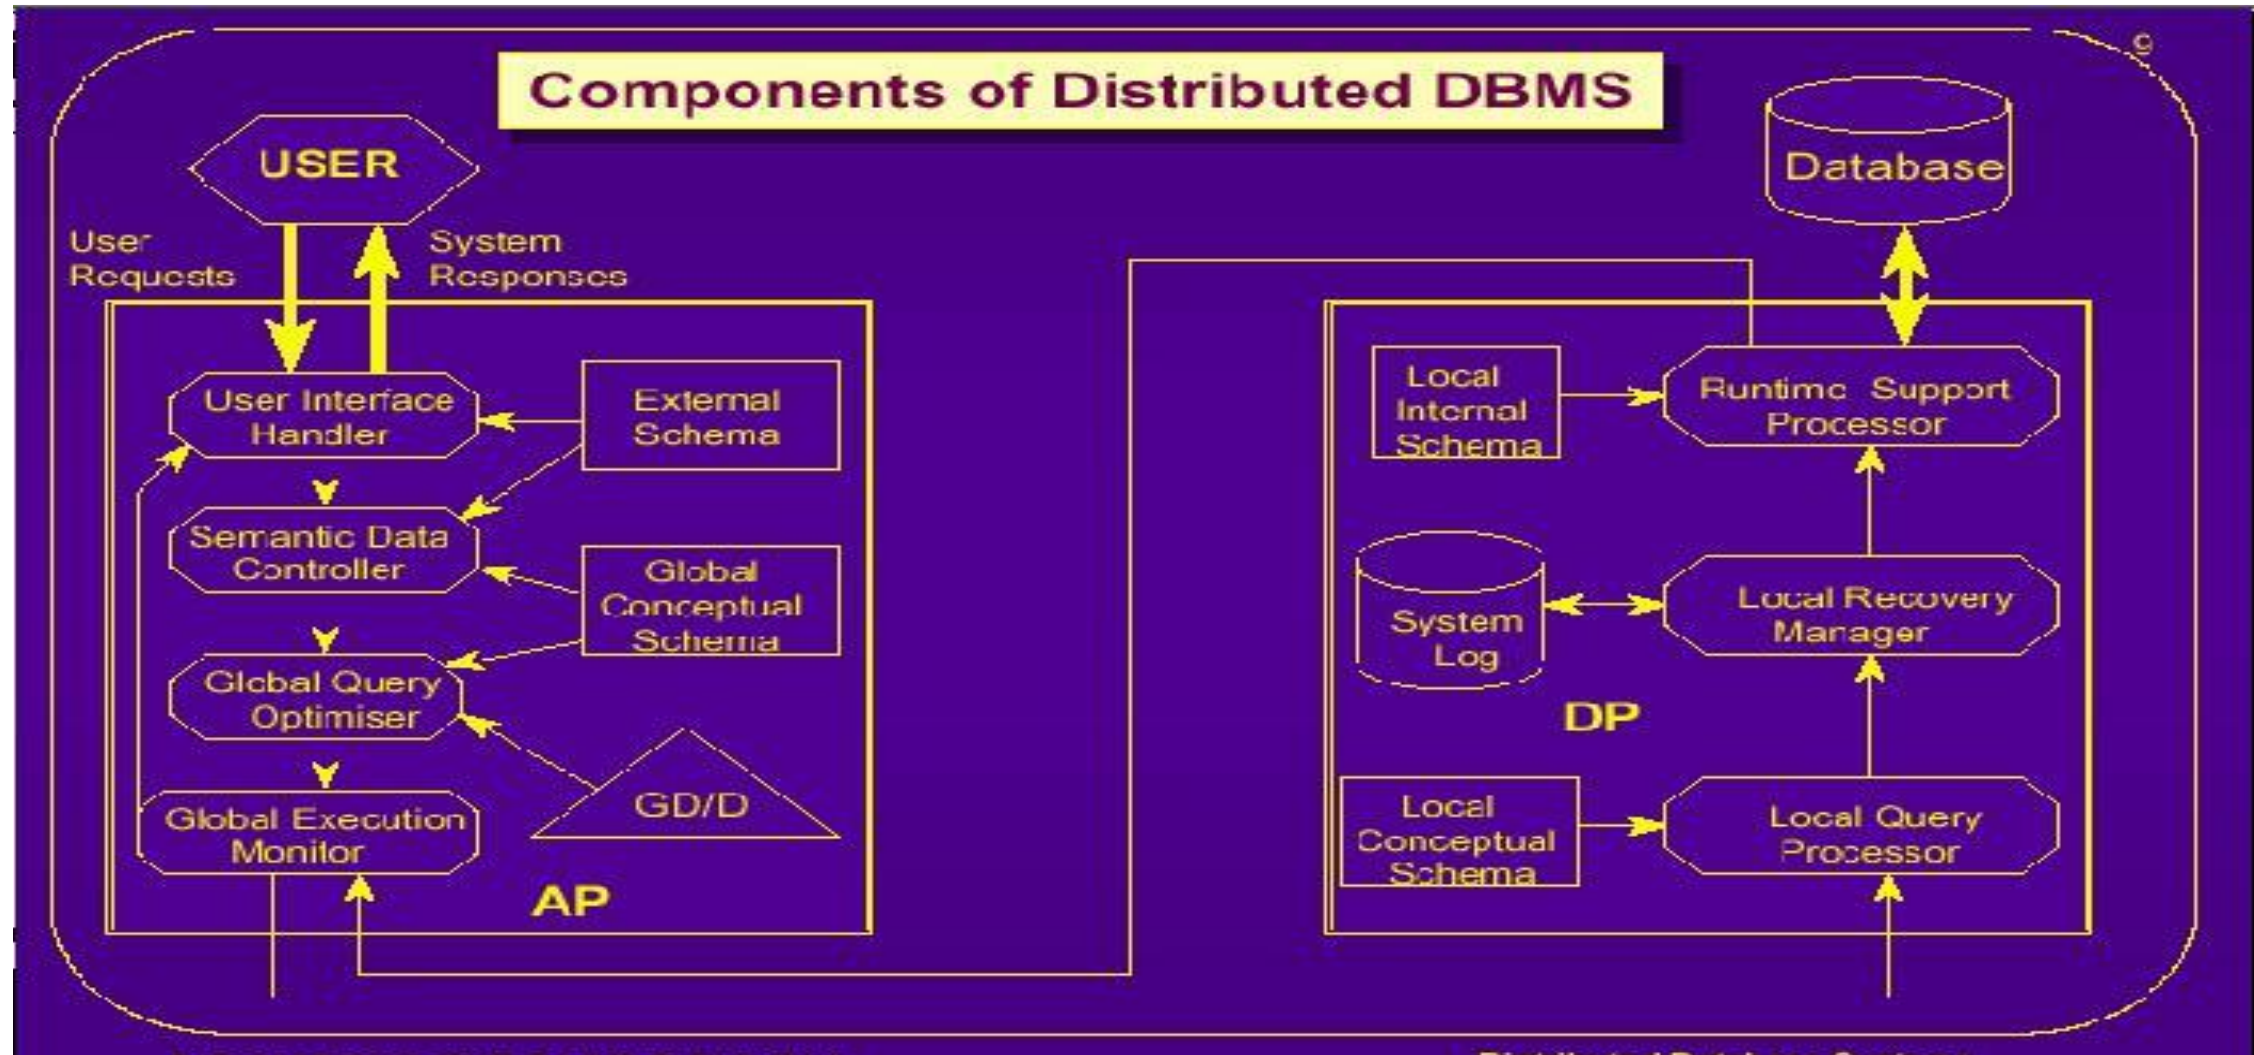 ©
Components of Distributed DBMS
USER
Database
User
Requests
System
Responses
User Interface
Handler
External
Schema
Semantic Data
Controller
Global
Conceptual
Schema
Global Query
Optimiser
GD/D
Global Execution
Monitor
AP
Local
Internal
Schema
Runtime Support
Processor
System
Log
Local Recovery
Manager
DP
Local
Conceptual
Schema
Local Query
Processor